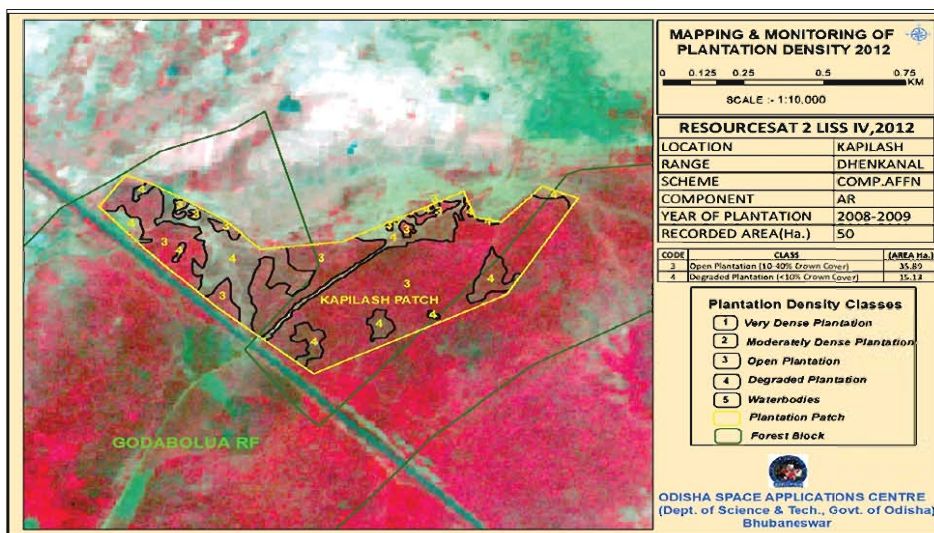 MAPPING & MONITORING OF
PLANTATION DENSITY 2012
0 0.125 0.25 0.5 0.75
KM
SCALE :- 1:10,000
RESOURCESAT 2 LISS IV,2012
LOCATION KAPILASH
RANGE DHENKANAL
SCHEME COMP.AFFN
COMPONENT AR
YEAR OF PLANTATION 2008-2009
RECORDED AREA(Ha.) 50
CODE CLASS (AREA Ha.)
3 Open Plantation (10-40% Crown Cover) 35.89
4 Degraded Plantation (<10% Crown Cover)
Plantation Density Classes
1 Very Dense Plantation
2 Moderately Dense Plantation
3 Open Plantation
4 Degraded Plantation
5 Waterbodies
Plantation Patch
Forest Block
ODISHA SPACE APPLICATIONS CENTRE
(Dept. of Science & Tech., Govt. of Odisha)
Bhubaneswar
4
3
4
3
4
3
4
3
3
KAPILASH PATCH
4
4
4
4
GODABOLUA RF